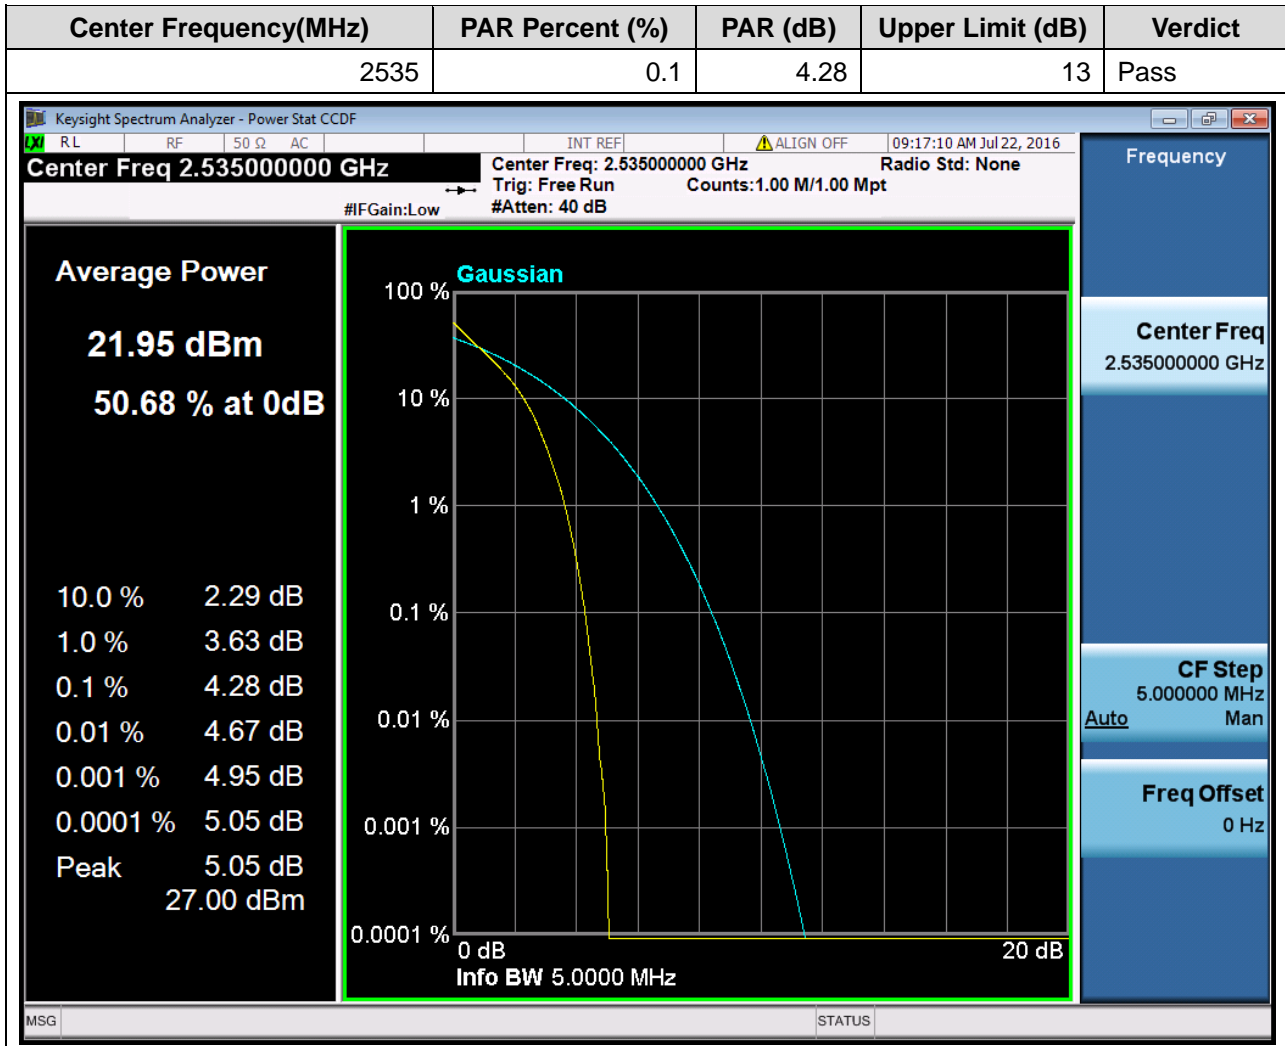 Center Frequency(MHz) PAR Percent (%) PAR (dB) Upper Limit (dB) Verdict
2535 0.1 4.28 13 Pass
Keysight Spectrum Analyzer - Power Stat CCDF
LXI RL RF 50 Ω AC INT REF ALIGN OFF 09:17:10 AM Jul 22, 2016
Center Freq 2.535000000 GHz
#IFGain:Low
Center Freq: 2.535000000 GHz Radio Std: None
Trig: Free Run Counts:1.00 M/1.00 Mpt
#Atten: 40 dB
Average Power
21.95 dBm
50.68 % at 0dB
10.0 % 2.29 dB
1.0 % 3.63 dB
0.1 % 4.28 dB
0.01 % 4.67 dB
0.001 % 4.95 dB
0.0001 % 5.05 dB
Peak 5.05 dB
27.00 dBm
Gaussian
100 %
10 %
1 %
0.1 %
0.01 %
0.001 %
0.0001 %
0 dB 20 dB
Info BW 5.0000 MHz
Frequency
Center Freq
2.535000000 GHz
CF Step
5.000000 MHz
Auto Man
Freq Offset
0 Hz
MSG STATUS